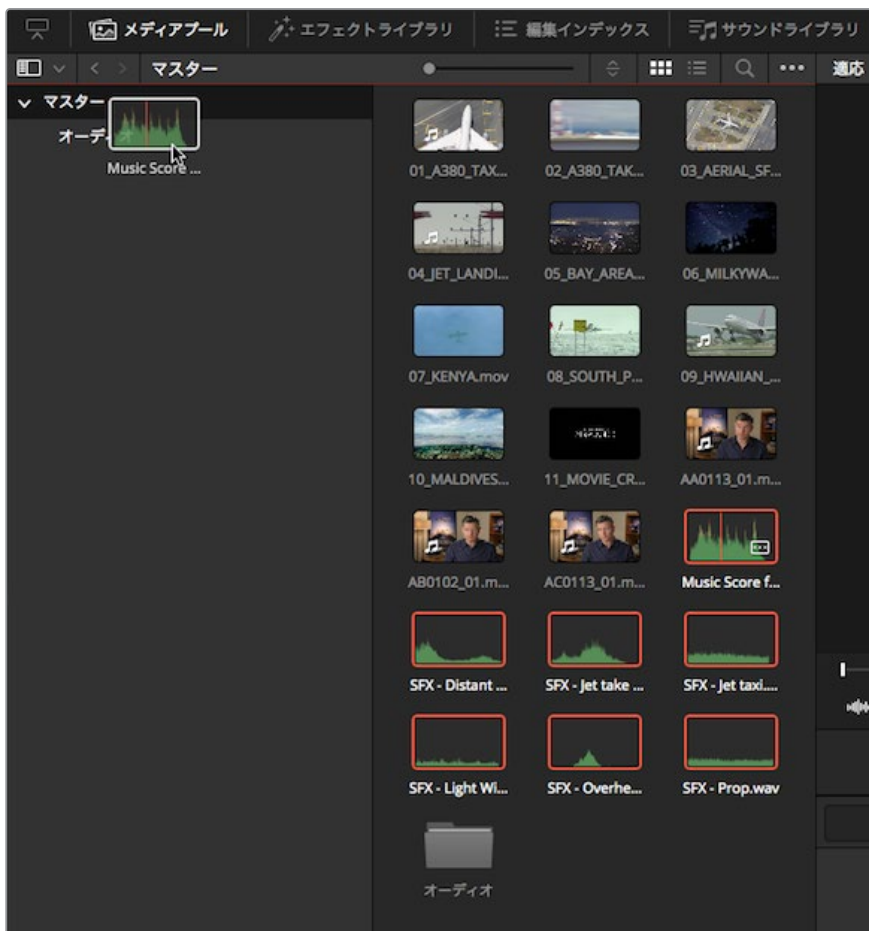 メディアプール エフェクトライブラリ 編集インデックス サウンドライブラリ
マスター 適応
マスター
オーディオ
Music Score ...
01_A380_TAX... 02_A380_TAK... 03_AERIAL_SF...
04_JET_LANDI... 05_BAY_AREA... 06_MILKYWA...
07_KENYA.mov 08_SOUTH_P... 09_HWAIIAN_...
10_MALDIVES... 11_MOVIE_CR... AA0113_01.m...
AB0102_01.m... AC0113_01.m... Music Score f...
SFX - Distant ... SFX - Jet take ... SFX - Jet taxi....
SFX - Light Wi... SFX - Overhe... SFX - Prop.wav
オーディオ